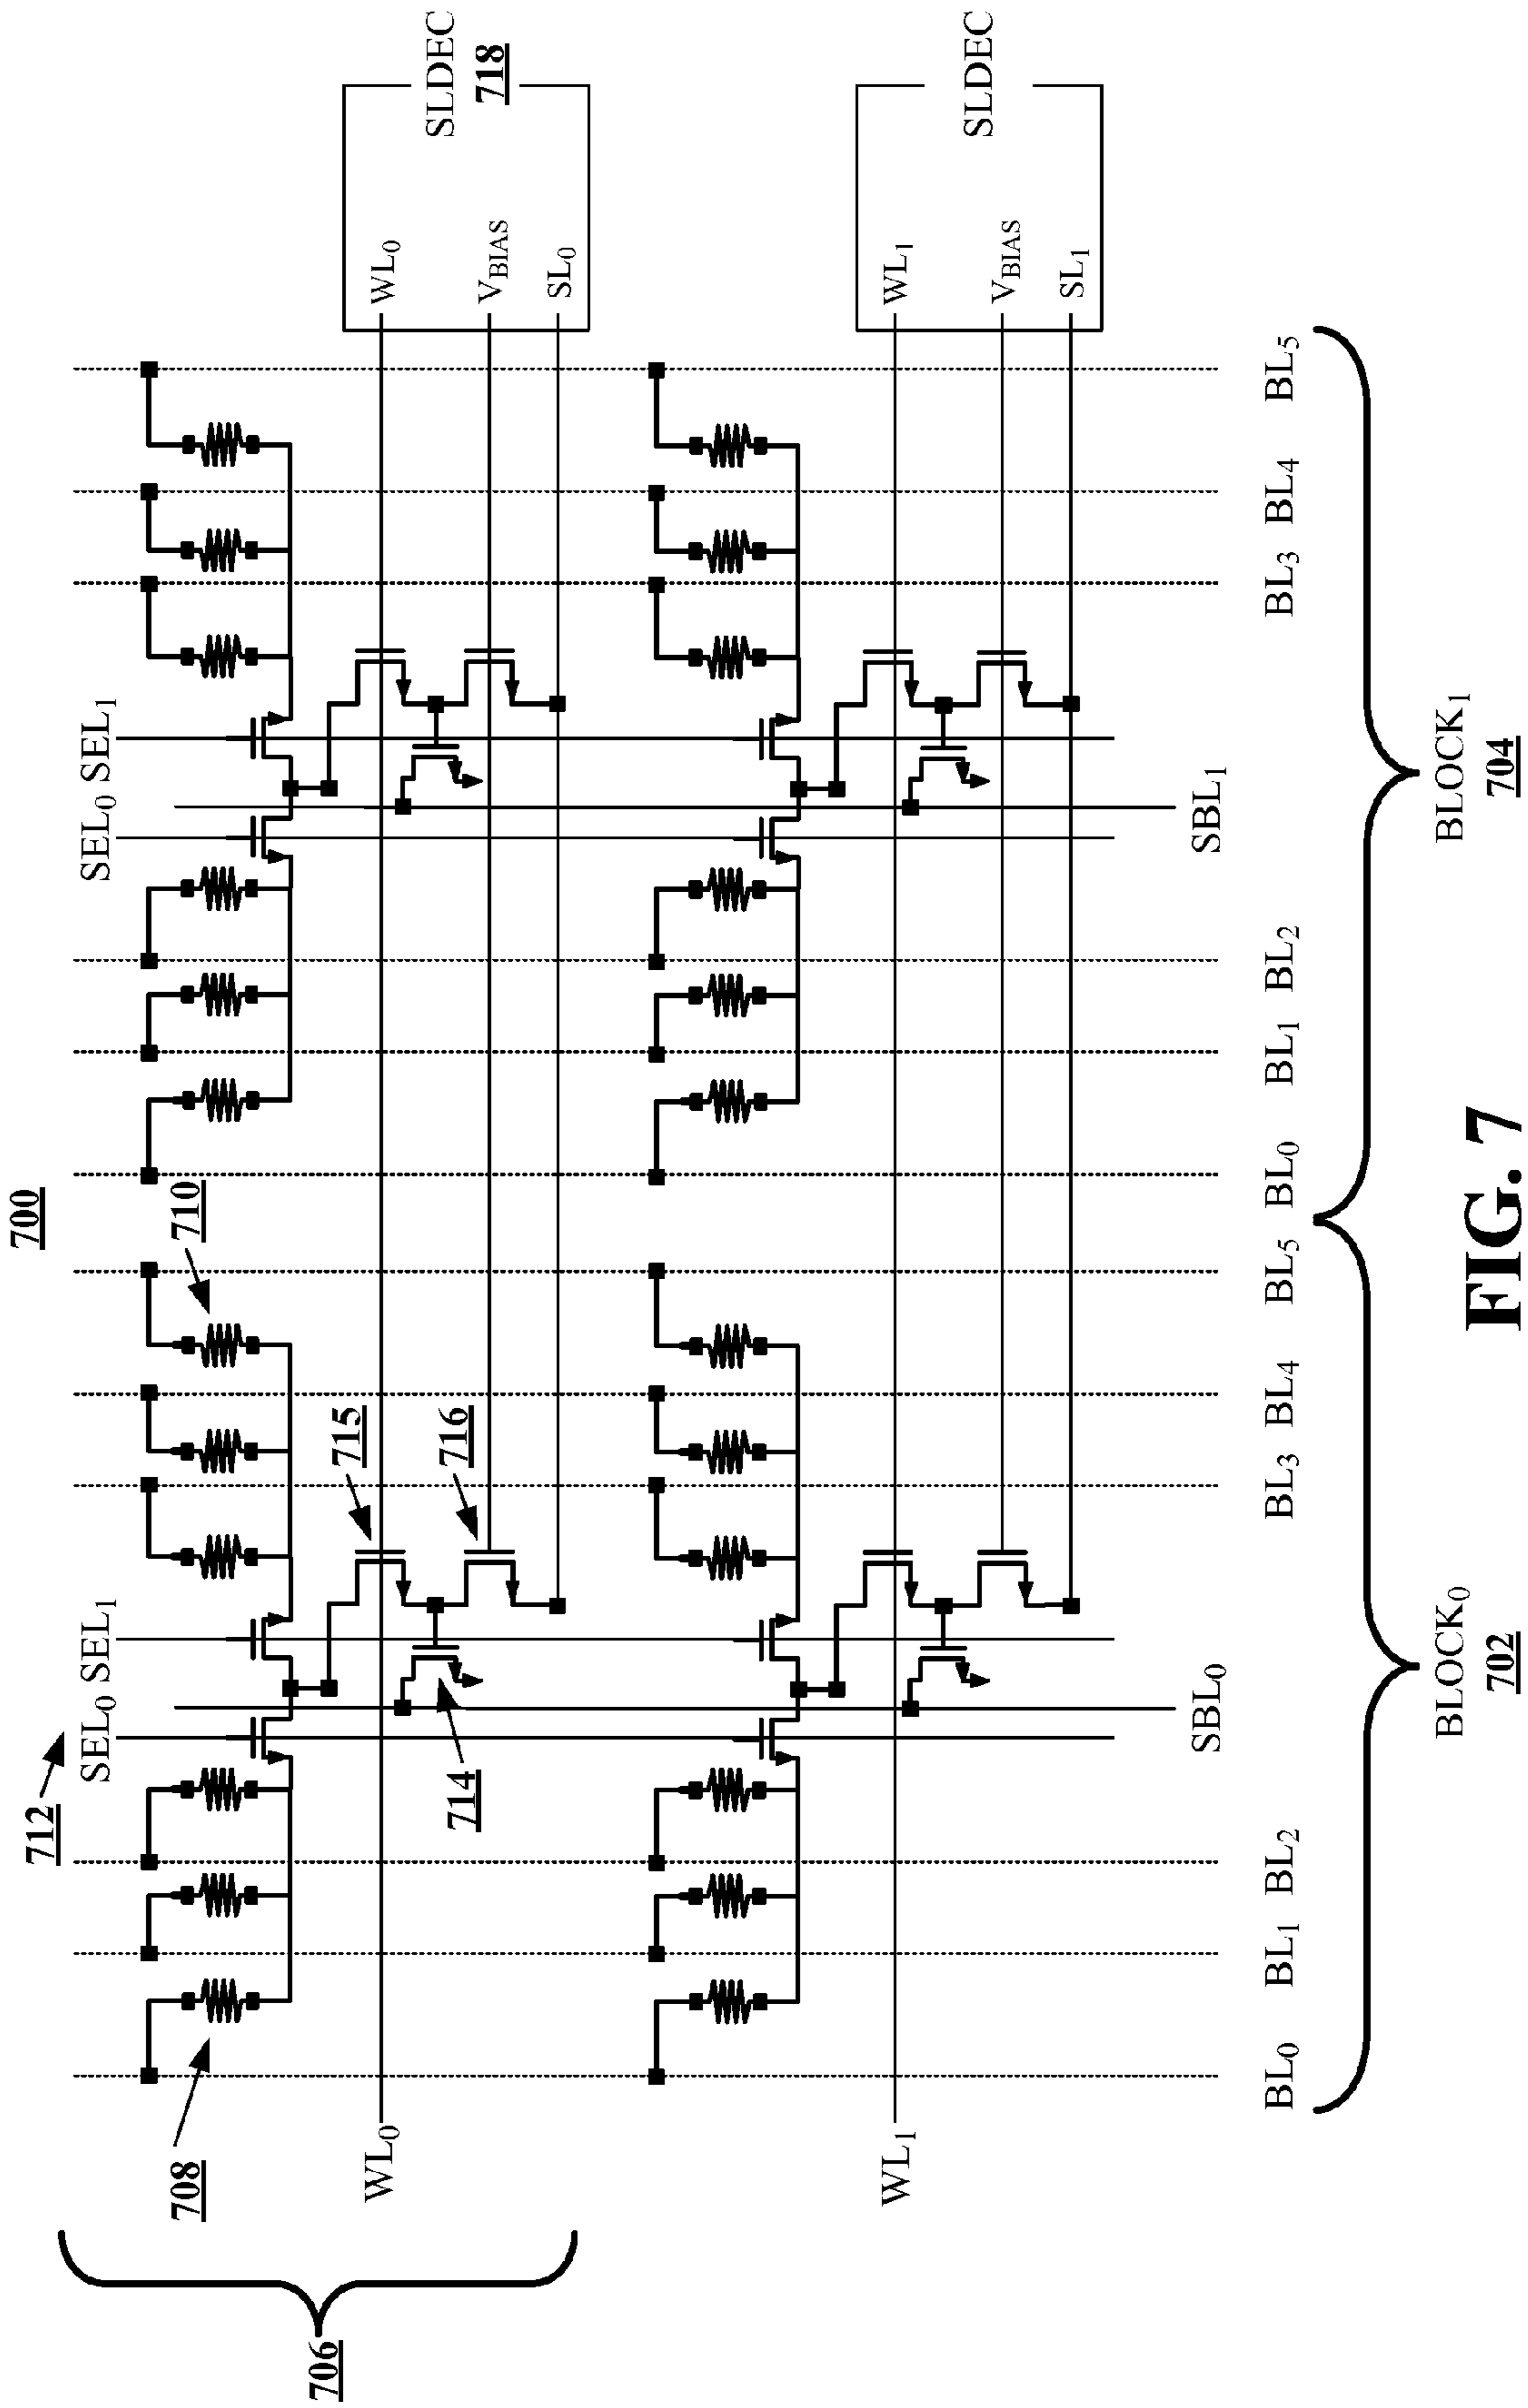 700
712
SEL₀ SEL₁
SEL₀ SEL₁
706
708
710
WL₀
715
714
716
WL₀
V_BIAS
SL₀
SLDEC
718
WL₁
WL₁
V_BIAS
SL₁
SLDEC
SBL₀
SBL₁
BL₀ BL₁ BL₂ BL₃ BL₄ BL₅ BL₀ BL₁ BL₂ BL₃ BL₄ BL₅
BLOCK₀
702
BLOCK₁
704
FIG. 7